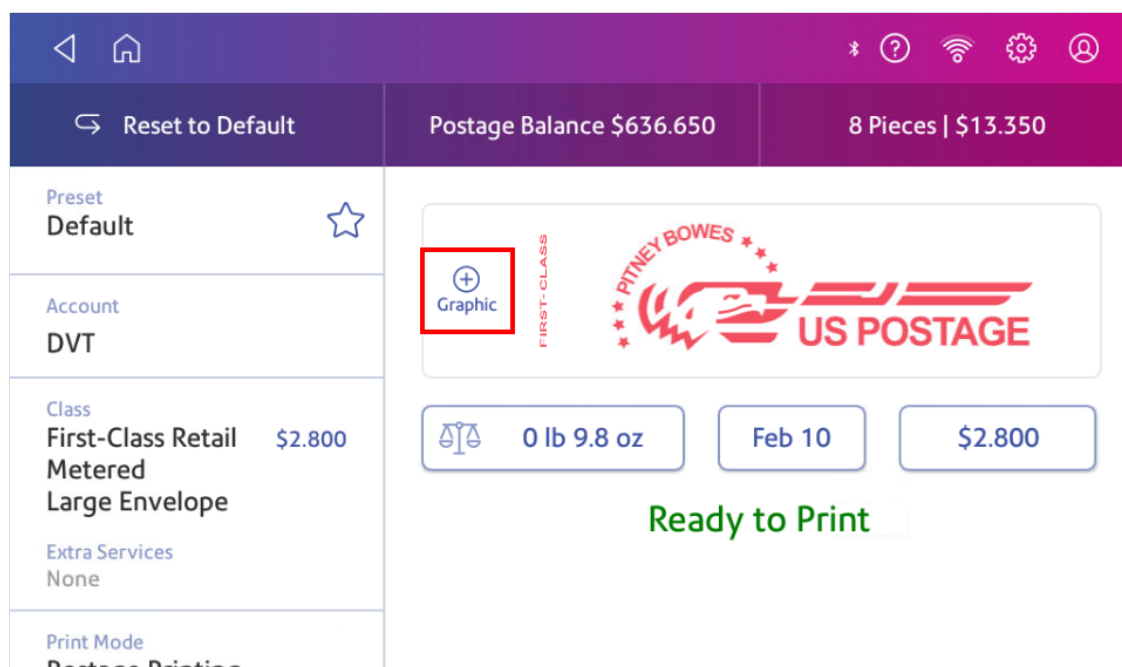 Reset to Default
Postage Balance $636.650
8 Pieces | $13.350
Preset
Default
Account
DVT
Class
First-Class Retail $2.800
Metered
Large Envelope
Extra Services
None
Print Mode
Postage Printing
Graphic
FIRST-CLASS
PITNEY BOWES
US POSTAGE
0 lb 9.8 oz
Feb 10
$2.800
Ready to Print